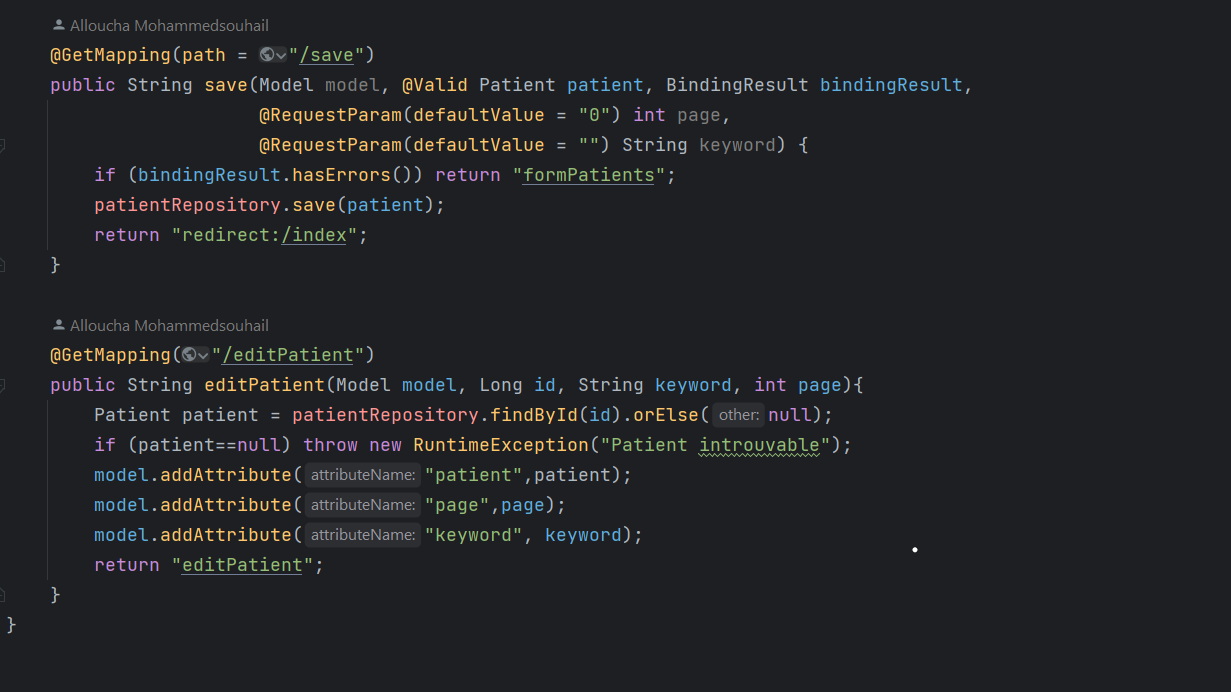 Alloucha Mohammedsouhail
@GetMapping(path = "/save")
public String save(Model model, @Valid Patient patient, BindingResult bindingResult,
@RequestParam(defaultValue = "0") int page,
@RequestParam(defaultValue = "") String keyword) {
if (bindingResult.hasErrors()) return "formPatients";
patientRepository.save(patient);
return "redirect:/index";
}
Alloucha Mohammedsouhail
@GetMapping("/editPatient")
public String editPatient(Model model, Long id, String keyword, int page){
Patient patient = patientRepository.findById(id).orElse( other: null);
if (patient==null) throw new RuntimeException("Patient introuvable");
model.addAttribute( attributeName: "patient",patient);
model.addAttribute( attributeName: "page",page);
model.addAttribute( attributeName: "keyword", keyword);
return "editPatient";
}
}